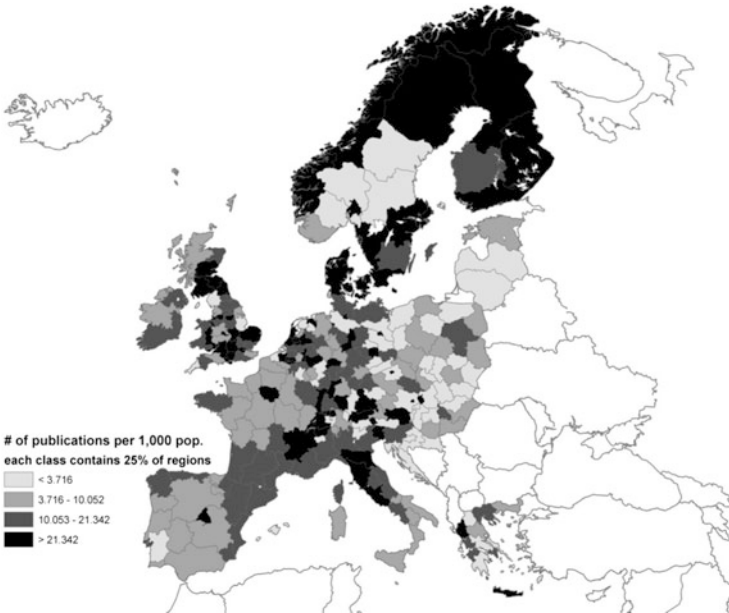 # of publications per 1,000 pop.
each class contains 25% of regions
< 3.716
3.716 - 10.052
10.053 - 21.342
> 21.342